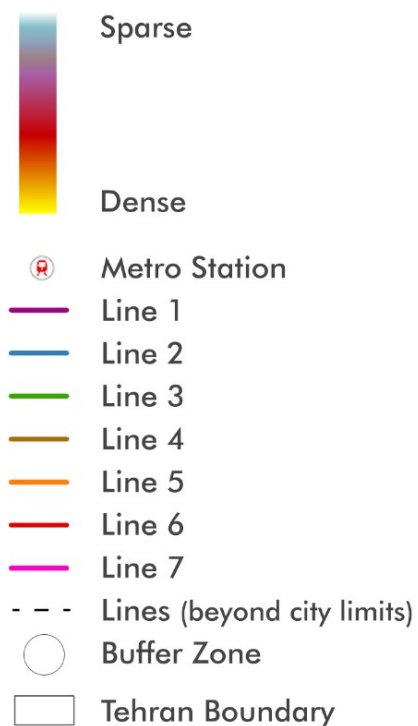 Sparse
Dense
Metro Station
Line 1
Line 2
Line 3
Line 4
Line 5
Line 6
Line 7
Lines (beyond city limits)
Buffer Zone
Tehran Boundary